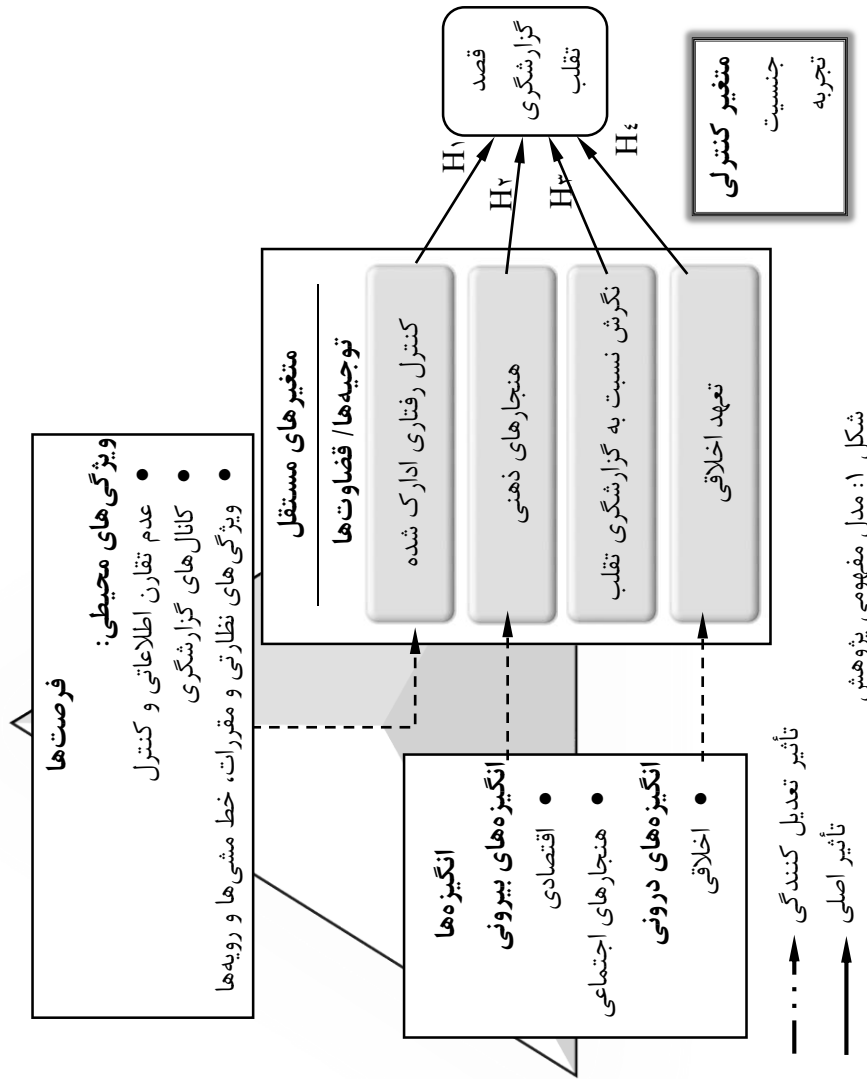 فرصت‌ها
ویژگی‌های محیطی:
• عدم تقارن اطلاعاتی و کنترل
• کانال‌های گزارشگری
• ویژگی‌های نظارتی و مقررات، خط مشی‌ها و رویه‌ها
انگیزه‌ها
انگیزه‌های بیرونی
• اقتصادی
• هنجارهای اجتماعی
انگیزه‌های درونی
• اخلاقی
متغیرهای مستقل
توجیه‌ها/ قضاوت‌ها
کنترل رفتاری ادارک شده
هنجارهای ذهنی
نگرش نسبت به گزارشگری تقلب
تعهد اخلاقی
H۱
H۲
H۳
H٤
قصد
گزارشگری
تقلب
متغیر کنترلی
جنسیت
تجربه
تأثیر تعدیل کنندگی
تأثیر اصلی
شکل ۱: مدل مفهومی پژوهش